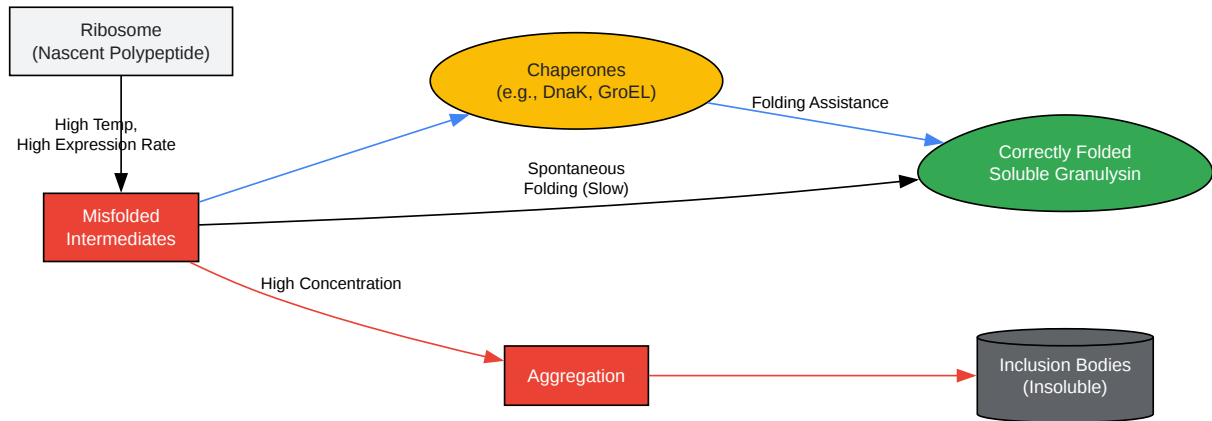 Ribosome
(Nascent Polypeptide)
High Temp,
High Expression Rate
Misfolded
Intermediates
Chaperones
(e.g., DnaK, GroEL)
Folding Assistance
Spontaneous
Folding (Slow)
Correctly Folded
Soluble Granulysin
High Concentration
Aggregation
Inclusion Bodies
(Insoluble)